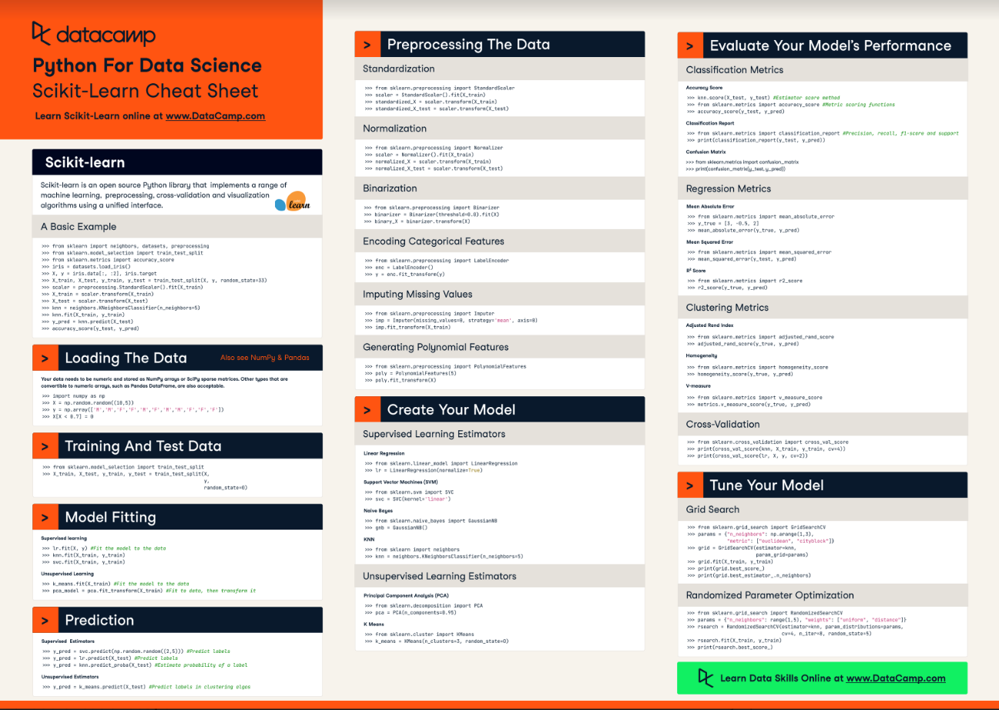 datacamp
Python For Data Science
Scikit-Learn Cheat Sheet
Learn Scikit-Learn online at www.DataCamp.com
Scikit-learn
Scikit-learn is an open source Python library that implements a range of
machine learning, preprocessing, cross-validation and visualization
algorithms using a unified interface.
learn
A Basic Example
>>> from sklearn import neighbors, datasets, preprocessing
>>> from sklearn.model_selection import train_test_split
>>> from sklearn.metrics import accuracy_score
>>> iris = datasets.load_iris()
>>> X, y = iris.data[:, :2], iris.target
>>> X_train, X_test, y_train, y_test = train_test_split(X, y, random_state=33)
>>> scaler = preprocessing.StandardScaler().fit(X_train)
>>> X_train = scaler.transform(X_train)
>>> X_test = scaler.transform(X_test)
>>> knn = neighbors.KNeighborsClassifier(n_neighbors=5)
>>> knn.fit(X_train, y_train)
>>> y_pred = knn.predict(X_test)
>>> accuracy_score(y_test, y_pred)
> Loading The Data Also see NumPy & Pandas
Your data needs to be numeric and stored as NumPy arrays or SciPy sparse matrices. Other types that are
convertible to numeric arrays, such as Pandas DataFrame, are also acceptable.
>>> import numpy as np
>>> X = np.random.random((10,5))
>>> y = np.array(['M','M','F','F','M','F','M','M','F','F','F'])
>>> X[X < 0.7] = 0
> Training And Test Data
>>> from sklearn.model_selection import train_test_split
>>> X_train, X_test, y_train, y_test = train_test_split(X,
y,
random_state=0)
> Model Fitting
Supervised learning
>>> lr.fit(X, y) #Fit the model to the data
>>> knn.fit(X_train, y_train)
>>> svc.fit(X_train, y_train)
Unsupervised Learning
>>> k_means.fit(X_train) #Fit the model to the data
>>> pca_model = pca.fit_transform(X_train) #Fit to data, then transform it
> Prediction
Supervised Estimators
>>> y_pred = svc.predict(np.random.random((2,5))) #Predict labels
>>> y_pred = lr.predict(X_test) #Predict labels
>>> y_pred = knn.predict_proba(X_test) #Estimate probability of a label
Unsupervised Estimators
>>> y_pred = k_means.predict(X_test) #Predict labels in clustering algos
> Preprocessing The Data
Standardization
>>> from sklearn.preprocessing import StandardScaler
>>> scaler = StandardScaler().fit(X_train)
>>> standardized_X = scaler.transform(X_train)
>>> standardized_X_test = scaler.transform(X_test)
Normalization
>>> from sklearn.preprocessing import Normalizer
>>> scaler = Normalizer().fit(X_train)
>>> normalized_X = scaler.transform(X_train)
>>> normalized_X_test = scaler.transform(X_test)
Binarization
>>> from sklearn.preprocessing import Binarizer
>>> binarizer = Binarizer(threshold=0.0).fit(X)
>>> binary_X = binarizer.transform(X)
Encoding Categorical Features
>>> from sklearn.preprocessing import LabelEncoder
>>> enc = LabelEncoder()
>>> y = enc.fit_transform(y)
Imputing Missing Values
>>> from sklearn.preprocessing import Imputer
>>> imp = Imputer(missing_values=0, strategy='mean', axis=0)
>>> imp.fit_transform(X_train)
Generating Polynomial Features
>>> from sklearn.preprocessing import PolynomialFeatures
>>> poly = PolynomialFeatures(5)
>>> poly.fit_transform(X)
> Create Your Model
Supervised Learning Estimators
Linear Regression
>>> from sklearn.linear_model import LinearRegression
>>> lr = LinearRegression(normalize=True)
Support Vector Machines (SVM)
>>> from sklearn.svm import SVC
>>> svc = SVC(kernel='linear')
Naive Bayes
>>> from sklearn.naive_bayes import GaussianNB
>>> gnb = GaussianNB()
KNN
>>> from sklearn import neighbors
>>> knn = neighbors.KNeighborsClassifier(n_neighbors=5)
Unsupervised Learning Estimators
Principal Component Analysis (PCA)
>>> from sklearn.decomposition import PCA
>>> pca = PCA(n_components=0.95)
K Means
>>> from sklearn.cluster import KMeans
>>> k_means = KMeans(n_clusters=3, random_state=0)
> Evaluate Your Model's Performance
Classification Metrics
Accuracy Score
>>> knn.score(X_test, y_test) #Estimator score method
>>> from sklearn.metrics import accuracy_score #Metric scoring functions
>>> accuracy_score(y_test, y_pred)
Classification Report
>>> from sklearn.metrics import classification_report #Precision, recall, f1-score and support
>>> print(classification_report(y_test, y_pred))
Confusion Matrix
>>> from sklearn.metrics import confusion_matrix
>>> print(confusion_matrix(y_test, y_pred))
Regression Metrics
Mean Absolute Error
>>> from sklearn.metrics import mean_absolute_error
>>> y_true = [3, -0.5, 2]
>>> mean_absolute_error(y_true, y_pred)
Mean Squared Error
>>> from sklearn.metrics import mean_squared_error
>>> mean_squared_error(y_test, y_pred)
R² Score
>>> from sklearn.metrics import r2_score
>>> r2_score(y_true, y_pred)
Clustering Metrics
Adjusted Rand Index
>>> from sklearn.metrics import adjusted_rand_score
>>> adjusted_rand_score(y_true, y_pred)
Homogeneity
>>> from sklearn.metrics import homogeneity_score
>>> homogeneity_score(y_true, y_pred)
V-measure
>>> from sklearn.metrics import v_measure_score
>>> metrics.v_measure_score(y_true, y_pred)
Cross-Validation
>>> from sklearn.cross_validation import cross_val_score
>>> print(cross_val_score(knn, X_train, y_train, cv=4))
>>> print(cross_val_score(lr, X, y, cv=2))
> Tune Your Model
Grid Search
>>> from sklearn.grid_search import GridSearchCV
>>> params = {"n_neighbors": np.arange(1,3),
"metric": ["euclidean", "cityblock"]}
>>> grid = GridSearchCV(estimator=knn,
param_grid=params)
>>> grid.fit(X_train, y_train)
>>> print(grid.best_score_)
>>> print(grid.best_estimator_.n_neighbors)
Randomized Parameter Optimization
>>> from sklearn.grid_search import RandomizedSearchCV
>>> params = {"n_neighbors": range(1,5), "weights": ["uniform", "distance"]}
>>> rsearch = RandomizedSearchCV(estimator=knn, param_distributions=params,
cv=4, n_iter=8, random_state=5)
>>> rsearch.fit(X_train, y_train)
>>> print(rsearch.best_score_)
Learn Data Skills Online at www.DataCamp.com